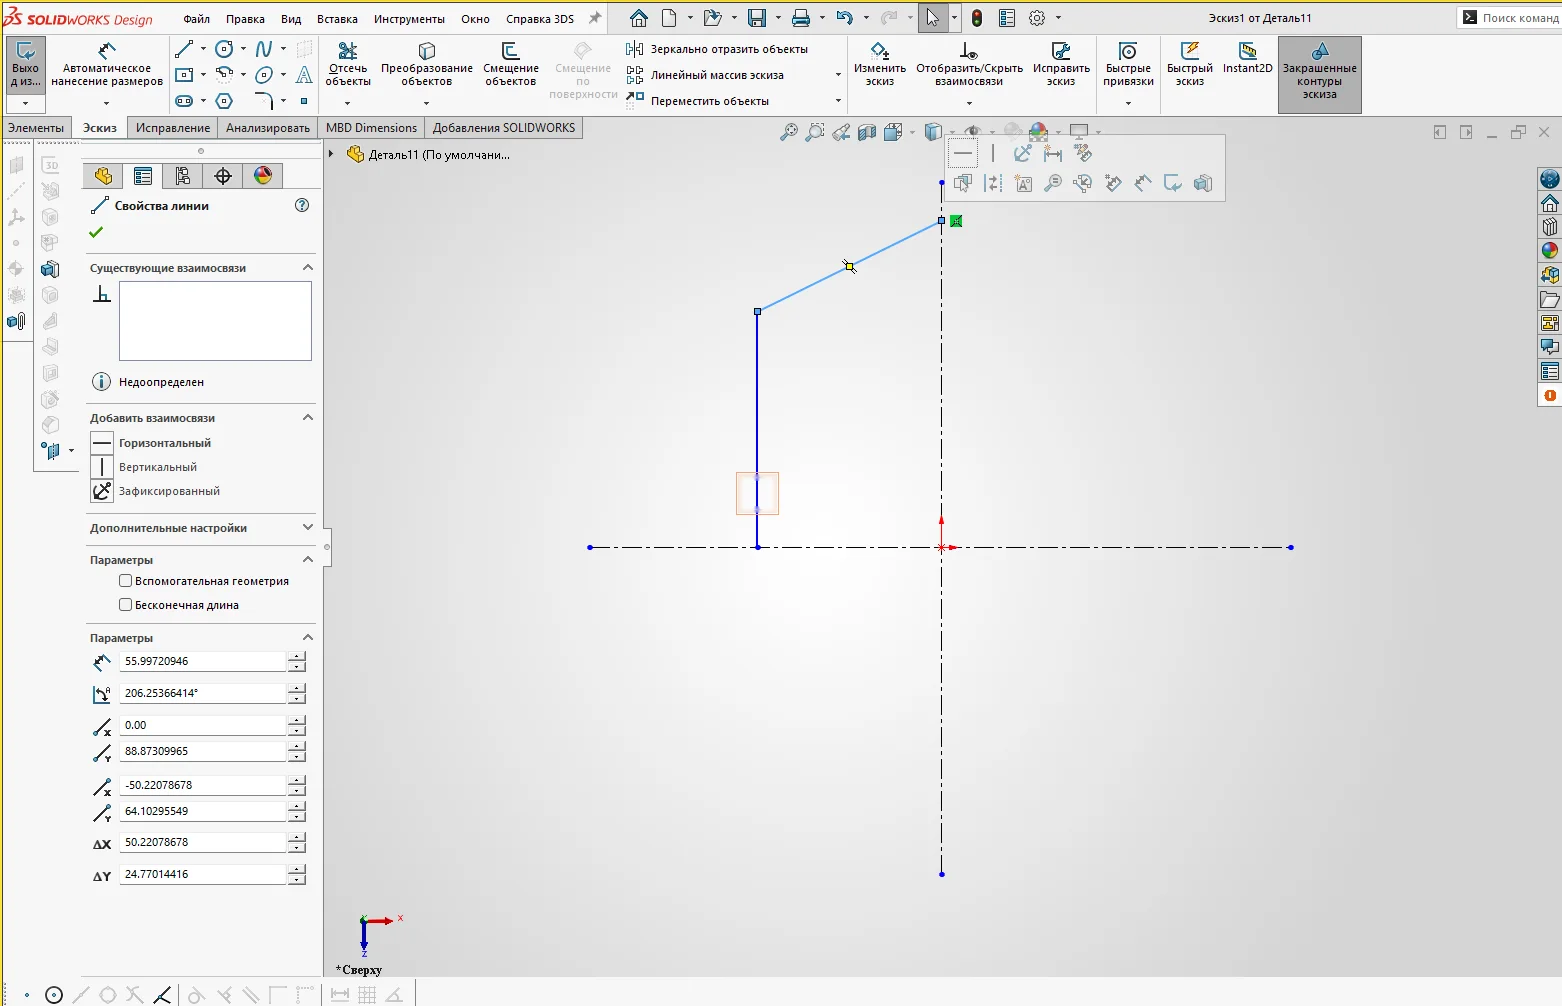 SOLIDWORKS Design
Файл Правка Вид Вставка Инструменты Окно Справка 3DS
Эскиз1 от Деталь11
Поиск команд
Выхо
д из...
Автоматическое
нанесение размеров
Отсечь
объекты
Преобразование
объектов
Смещение
объектов
Смещение
по
поверхности
Зеркально отразить объекты
Линейный массив эскиза
Переместить объекты
Изменить
эскиз
Отобразить/Скрыть
взаимосвязи
Исправить
эскиз
Быстрые
привязки
Быстрый
эскиз
Instant2D
Закрашенные
контуры
эскиза
Элементы Эскиз Исправление Анализировать MBD Dimensions Добавления SOLIDWORKS
Деталь11 (По умолчани...
3D
Свойства линии
Существующие взаимосвязи
Недоопределен
Добавить взаимосвязи
Горизонтальный
Вертикальный
Зафиксированный
Дополнительные настройки
Параметры
Вспомогательная геометрия
Бесконечная длина
Параметры
55.99720946
206.25366414°
0.00
88.87309965
-50.22078678
64.10295549
ΔX 50.22078678
ΔY 24.77014416
X
Z
*Сверху